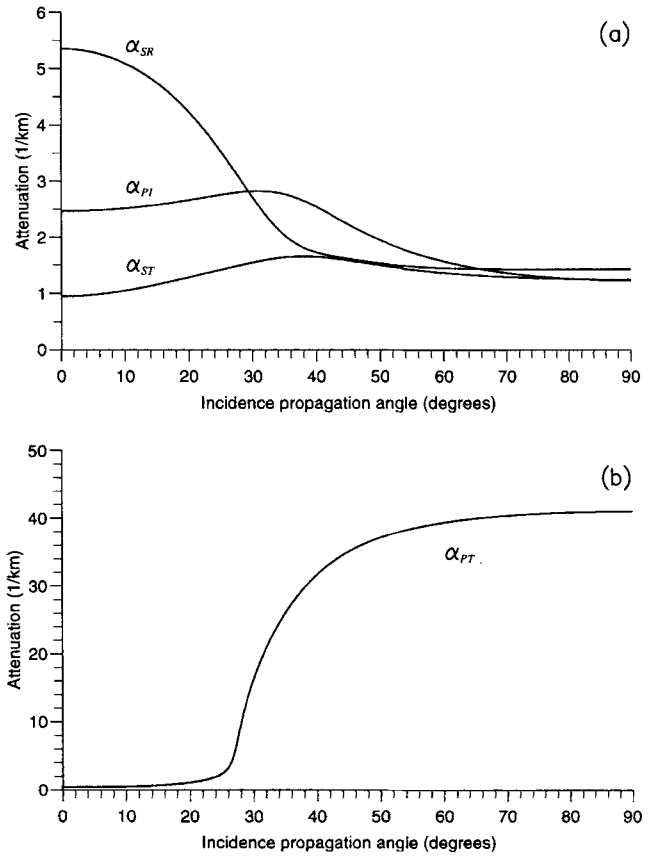 (a)
6
5
4
3
2
1
0
Attenuation (1/km)
α_SR
α_PI
α_ST
0 10 20 30 40 50 60 70 80 90
Incidence propagation angle (degrees)
(b)
50
40
30
20
10
0
Attenuation (1/km)
α_PT
0 10 20 30 40 50 60 70 80 90
Incidence propagation angle (degrees)